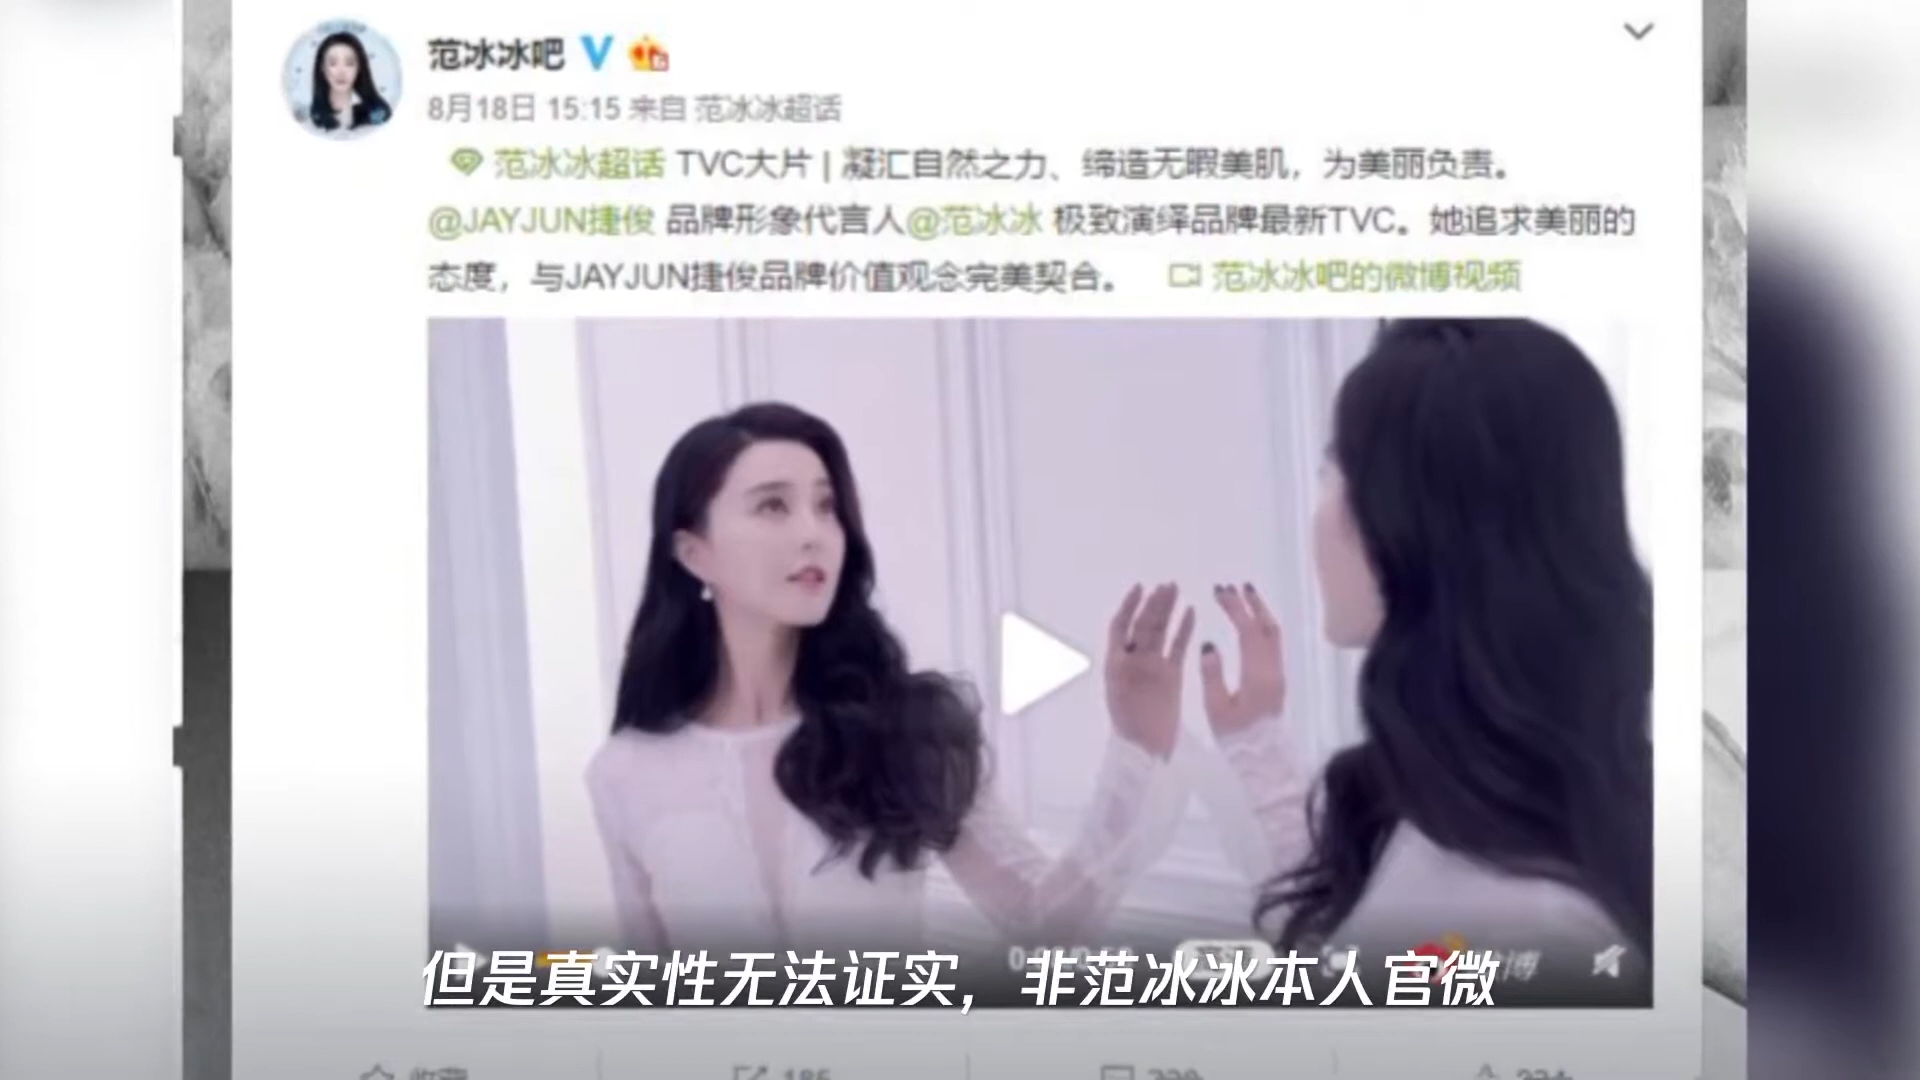 范冰冰吧
8月18日 15:15 来自 范冰冰超话
范冰冰超话 TVC大片 | 凝汇自然之力、缔造无暇美肌，为美丽负责。
@JAYJUN捷俊 品牌形象代言人@范冰冰 极致演绎品牌最新TVC。她追求美丽的
态度，与JAYJUN捷俊品牌价值观念完美契合。 范冰冰吧的微博视频
但是真实性无法证实，非范冰冰本人官微
收藏 186